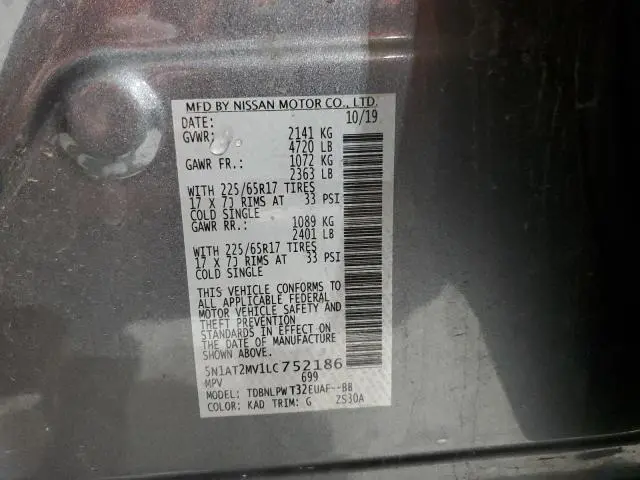 MFD BY NISSAN MOTOR CO., LTD.
DATE: 10/19
GVWR: 2141 KG
4720 LB
GAWR FR.: 1072 KG
2363 LB
WITH 225/65R17 TIRES
17 X 7J RIMS AT 33 PSI
COLD SINGLE
GAWR RR.: 1089 KG
2401 LB
WITH 225/65R17 TIRES
17 X 7J RIMS AT 33 PSI
COLD SINGLE
THIS VEHICLE CONFORMS TO
ALL APPLICABLE FEDERAL
MOTOR VEHICLE SAFETY AND
THEFT PREVENTION
STANDARDS IN EFFECT ON
THE DATE OF MANUFACTURE
SHOWN ABOVE.
5N1AT2MV1LC752186
MPV 699
MODEL: TDBNLPW T32EUAF--BB
COLOR: KAD TRIM: G ZS30A